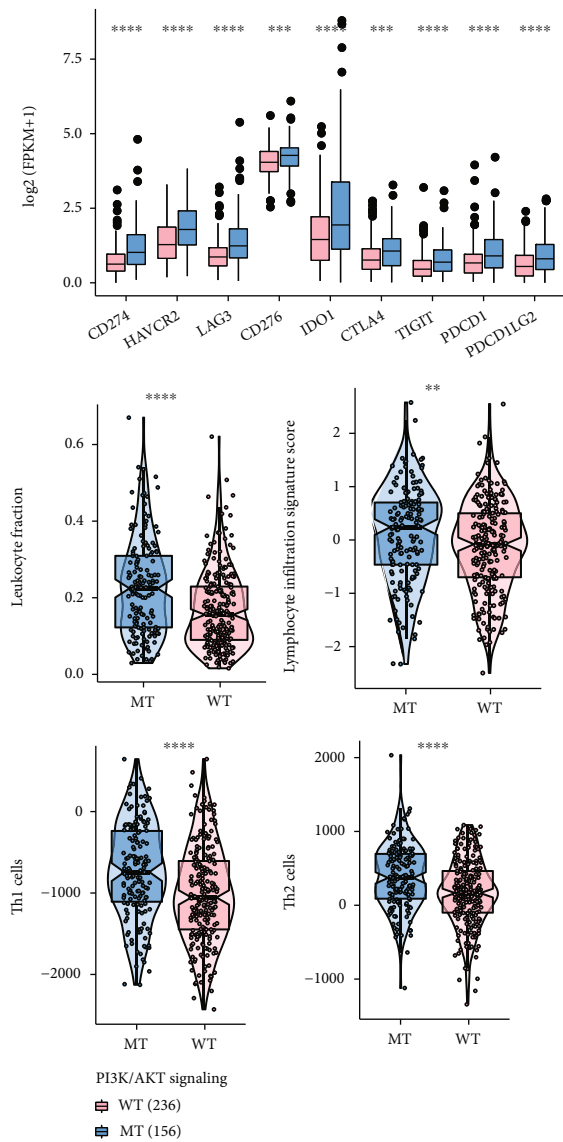 **** **** **** *** **** *** **** **** ****
7.5
5.0
2.5
0.0
log2 (FPKM+1)
CD274 HAVCR2 LAG3 CD276 IDO1 CTLA4 TIGIT PDCD1 PDCD1LG2
****
0.6
0.4
0.2
0.0
Leukocyte fraction
MT WT
**
2
1
0
−1
−2
Lymphocyte infiltration signature score
MT WT
****
0
−1000
−2000
Th1 cells
MT WT
****
2000
1000
0
−1000
Th2 cells
MT WT
PI3K/AKT signaling
WT (236)
MT (156)